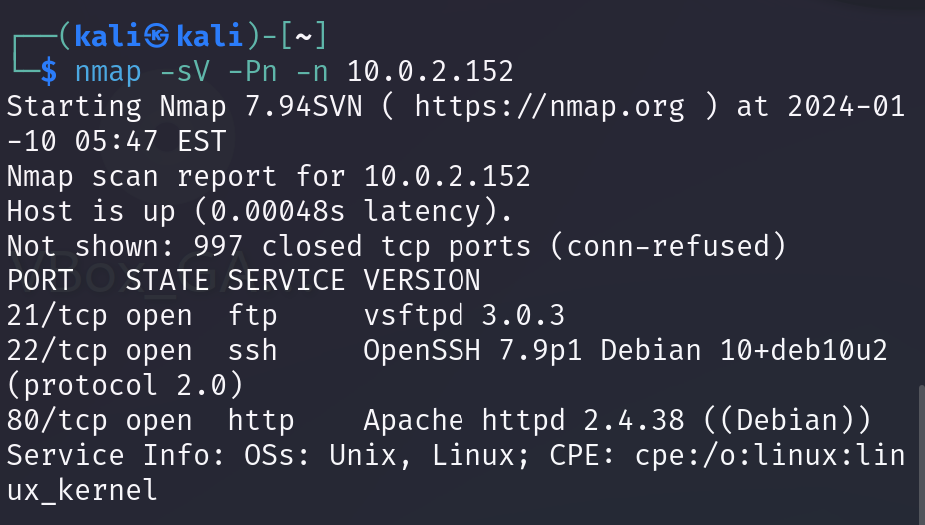 ┌──(kali㉿kali)-[~]
└─$ nmap -sV -Pn -n 10.0.2.152
Starting Nmap 7.94SVN ( https://nmap.org ) at 2024-01
-10 05:47 EST
Nmap scan report for 10.0.2.152
Host is up (0.00048s latency).
Not shown: 997 closed tcp ports (conn-refused)
PORT   STATE SERVICE VERSION
21/tcp open  ftp     vsftpd 3.0.3
22/tcp open  ssh     OpenSSH 7.9p1 Debian 10+deb10u2
(protocol 2.0)
80/tcp open  http    Apache httpd 2.4.38 ((Debian))
Service Info: OSs: Unix, Linux; CPE: cpe:/o:linux:lin
ux_kernel